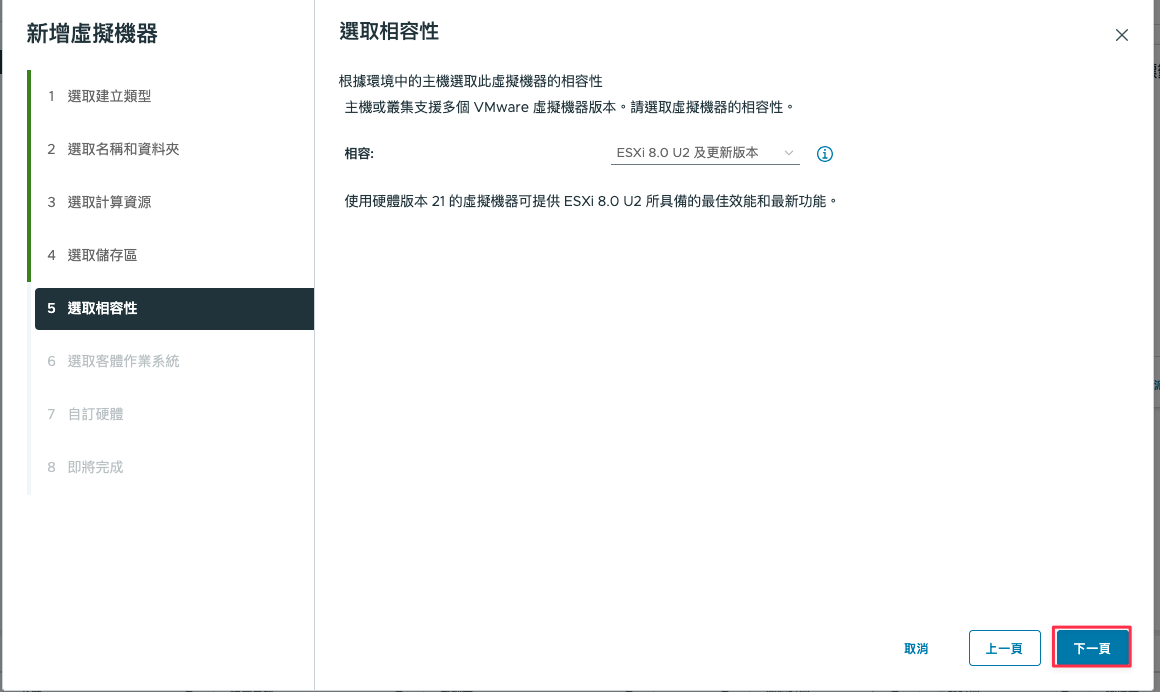 新增虛擬機器
1 選取建立類型
2 選取名稱和資料夾
3 選取計算資源
4 選取儲存區
5 選取相容性
6 選取客體作業系統
7 自訂硬體
8 即將完成
選取相容性
根據環境中的主機選取此虛擬機器的相容性
主機或叢集支援多個 VMware 虛擬機器版本。請選取虛擬機器的相容性。
相容: ESXi 8.0 U2 及更新版本
使用硬體版本 21 的虛擬機器可提供 ESXi 8.0 U2 所具備的最佳效能和最新功能。
取消 上一頁 下一頁